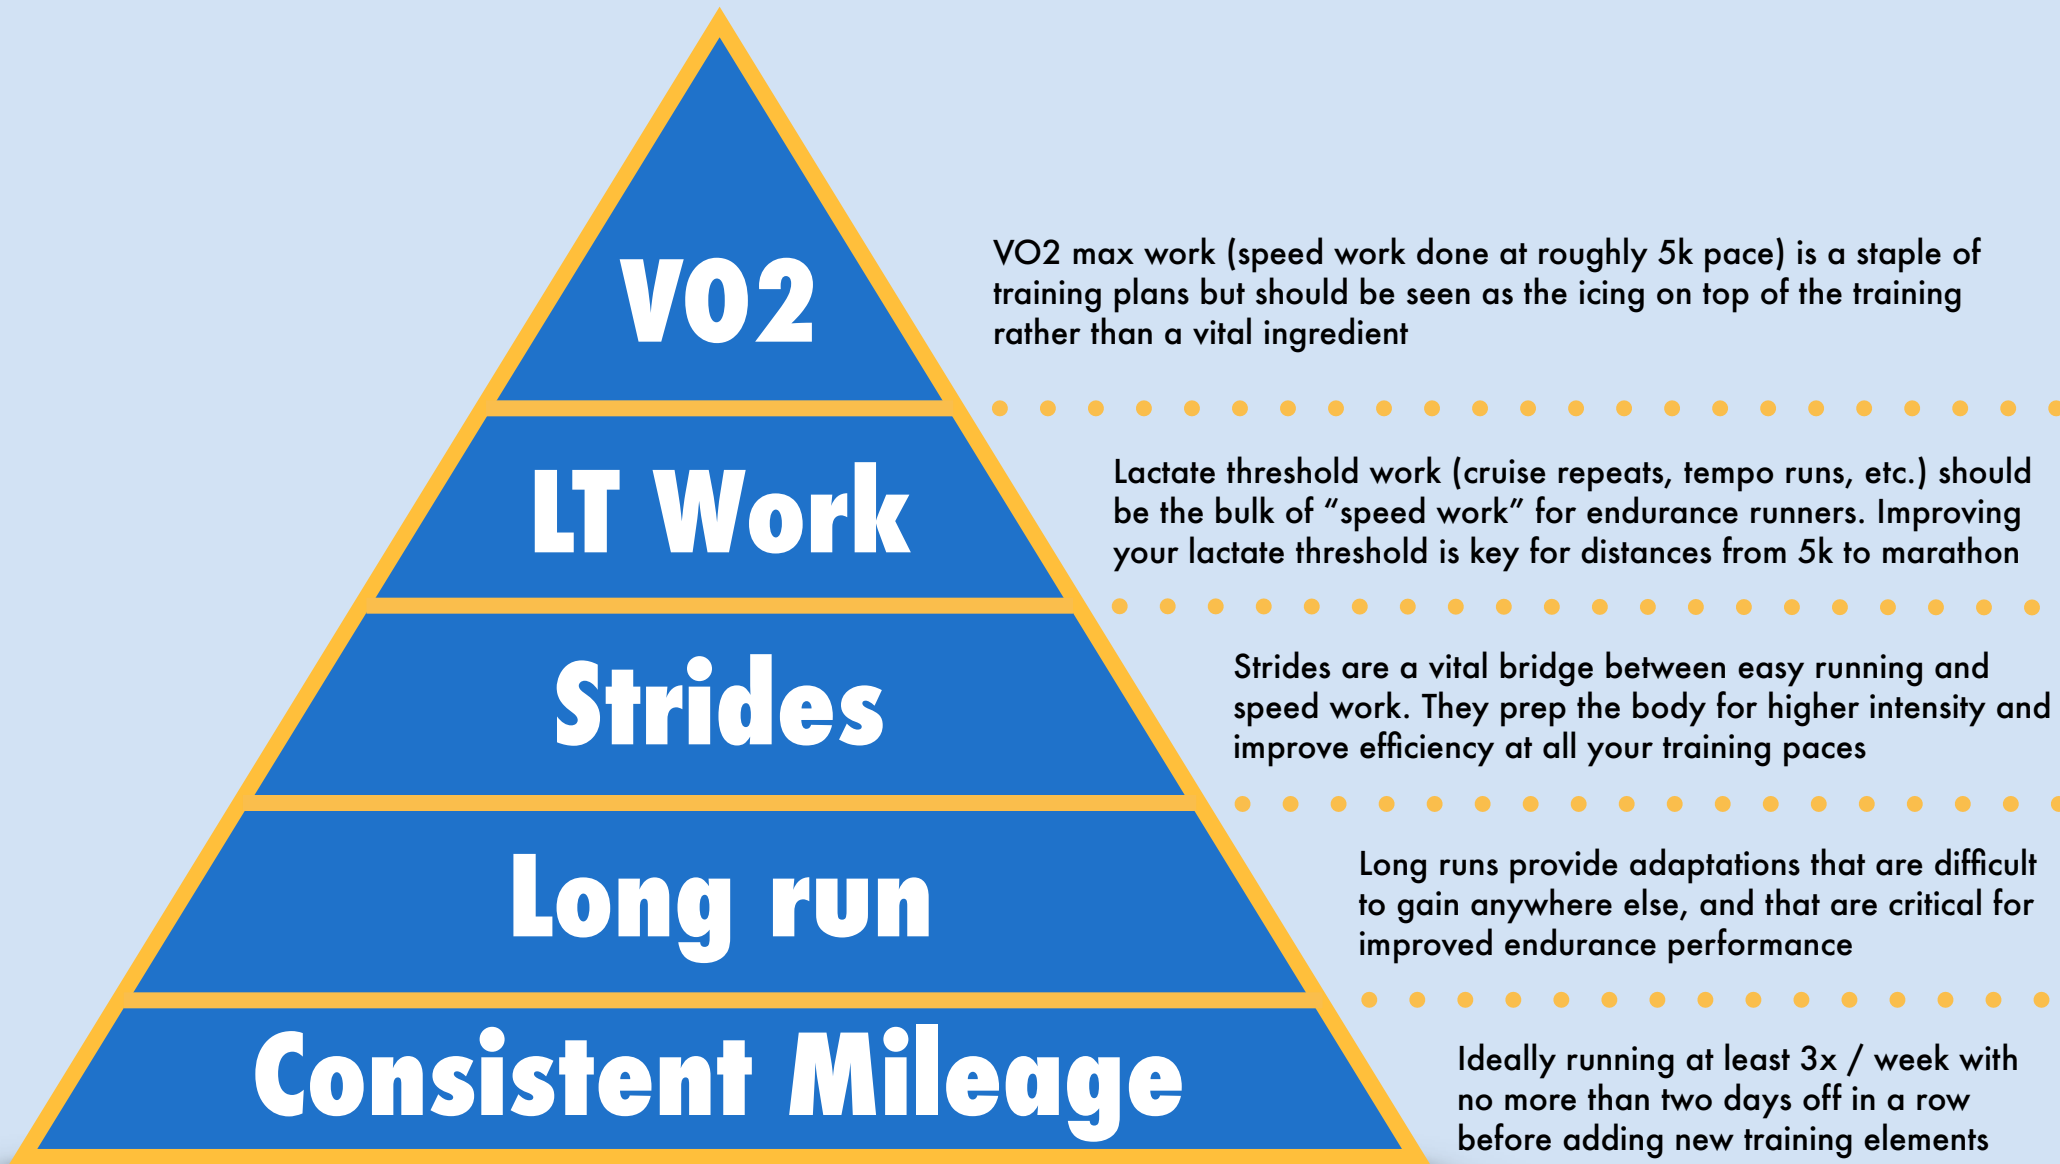 VO2
VO2 max work (speed work done at roughly 5k pace) is a staple of
training plans but should be seen as the icing on top of the training
rather than a vital ingredient
LT Work
Lactate threshold work (cruise repeats, tempo runs, etc.) should
be the bulk of “speed work” for endurance runners. Improving
your lactate threshold is key for distances from 5k to marathon
Strides
Strides are a vital bridge between easy running and
speed work. They prep the body for higher intensity and
improve efficiency at all your training paces
Long run
Long runs provide adaptations that are difficult
to gain anywhere else, and that are critical for
improved endurance performance
Consistent Mileage
Ideally running at least 3x / week with
no more than two days off in a row
before adding new training elements